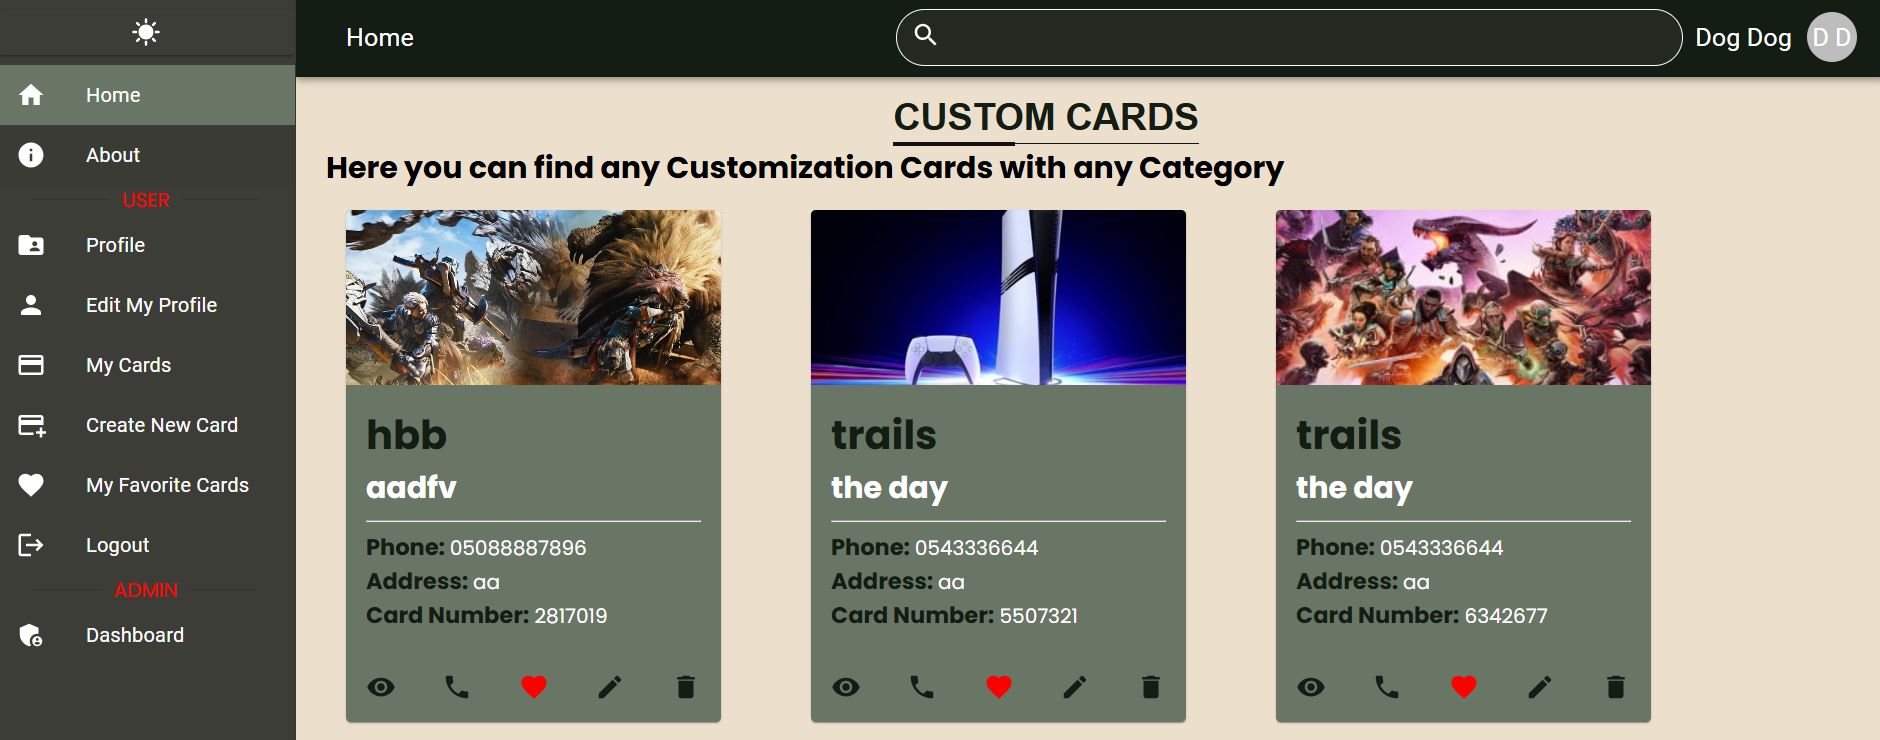 Home
Dog Dog
D D
Home
About
USER
Profile
Edit My Profile
My Cards
Create New Card
My Favorite Cards
Logout
ADMIN
Dashboard
CUSTOM CARDS
Here you can find any Customization Cards with any Category
hbb
aadfv
Phone: 05088887896
Address: aa
Card Number: 2817019
trails
the day
Phone: 0543336644
Address: aa
Card Number: 5507321
trails
the day
Phone: 0543336644
Address: aa
Card Number: 6342677